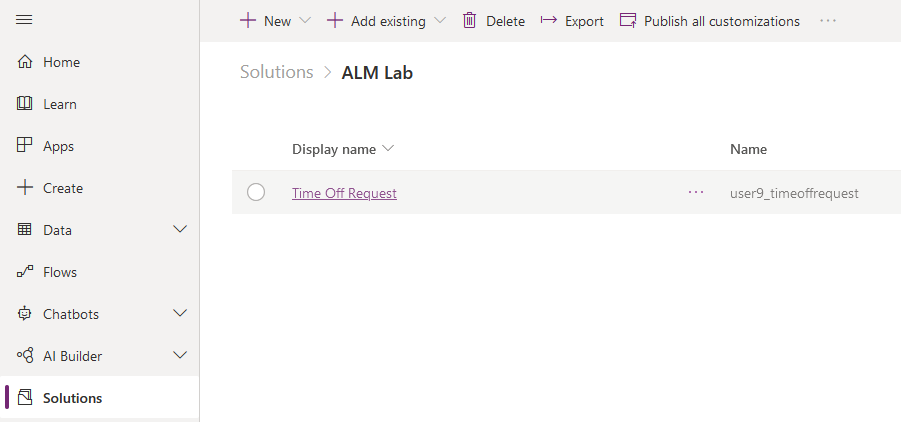 New Add existing Delete Export Publish all customizations ...
Home
Learn
Apps
Create
Data
Flows
Chatbots
AI Builder
Solutions
Solutions > ALM Lab
Display name Name
Time Off Request ... user9_timeoffrequest